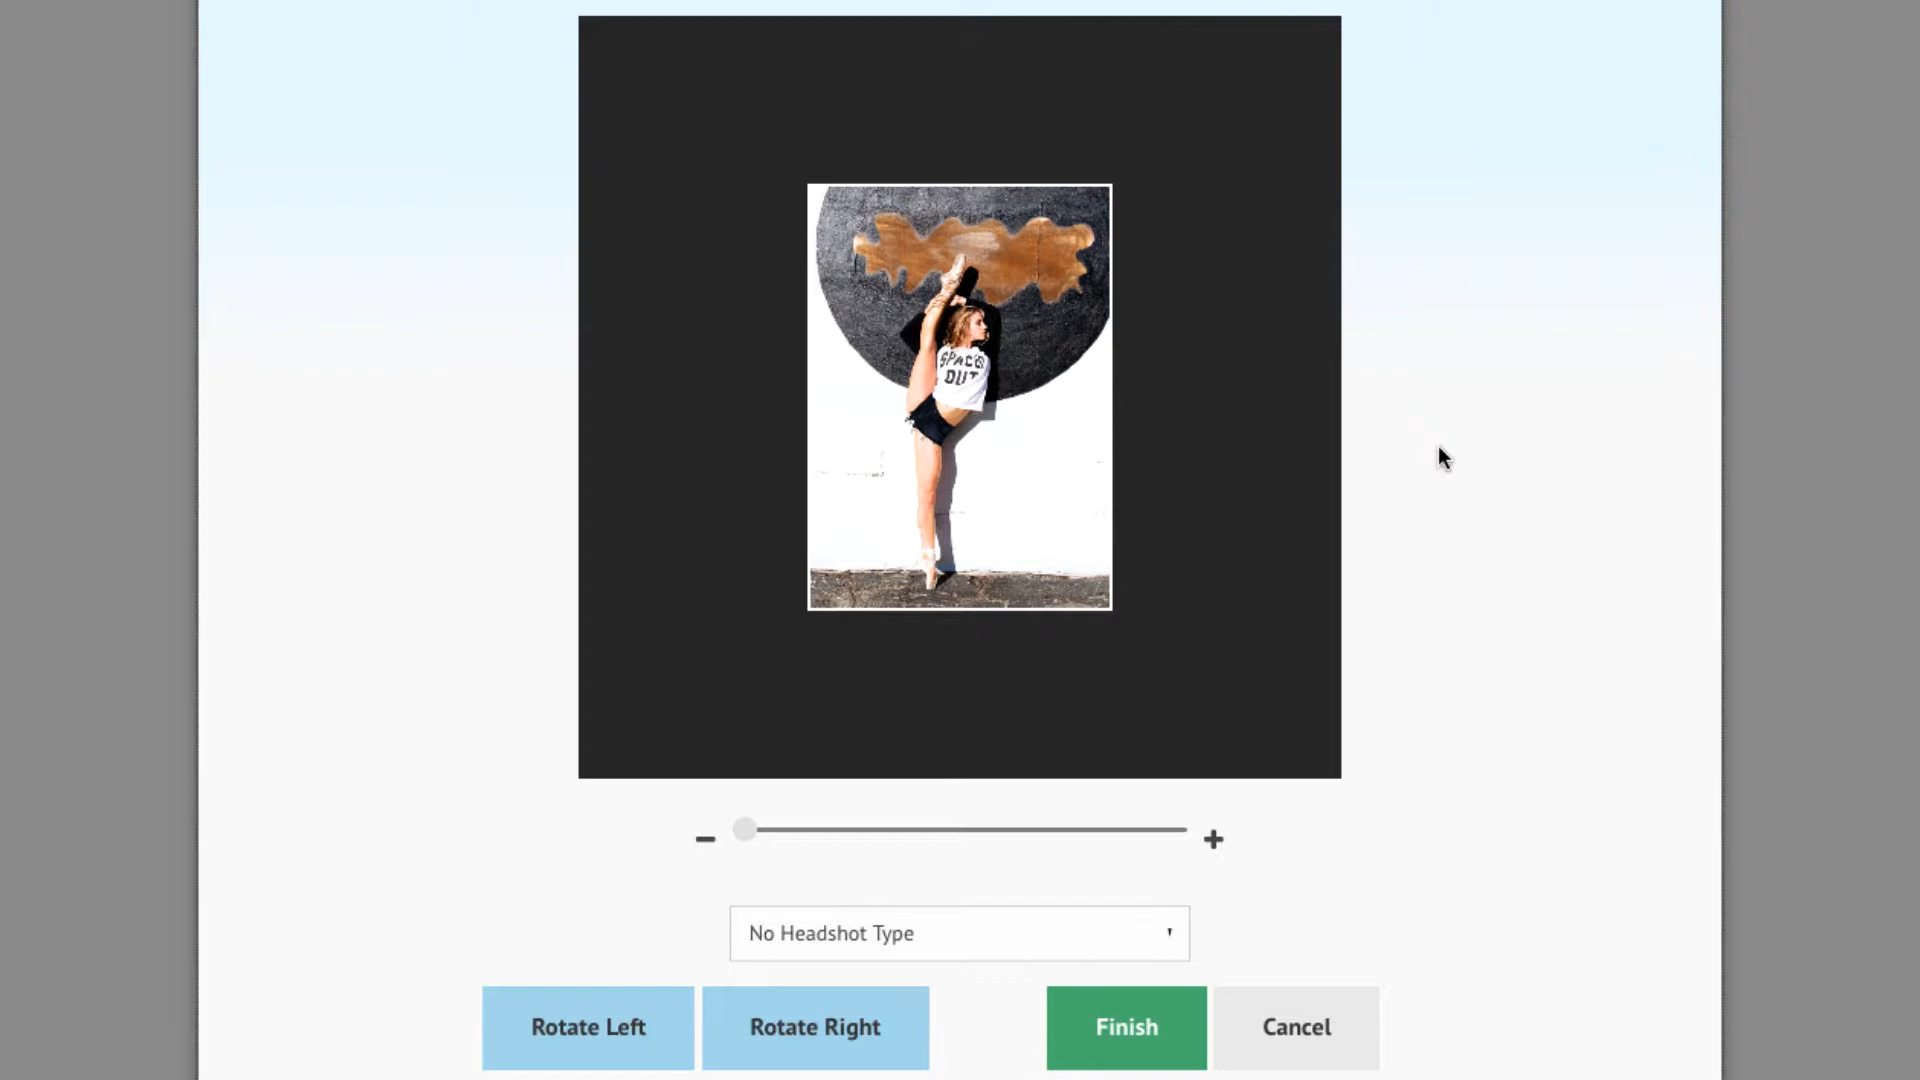 SPACED
OUT
No Headshot Type
Rotate Left
Rotate Right
Finish
Cancel